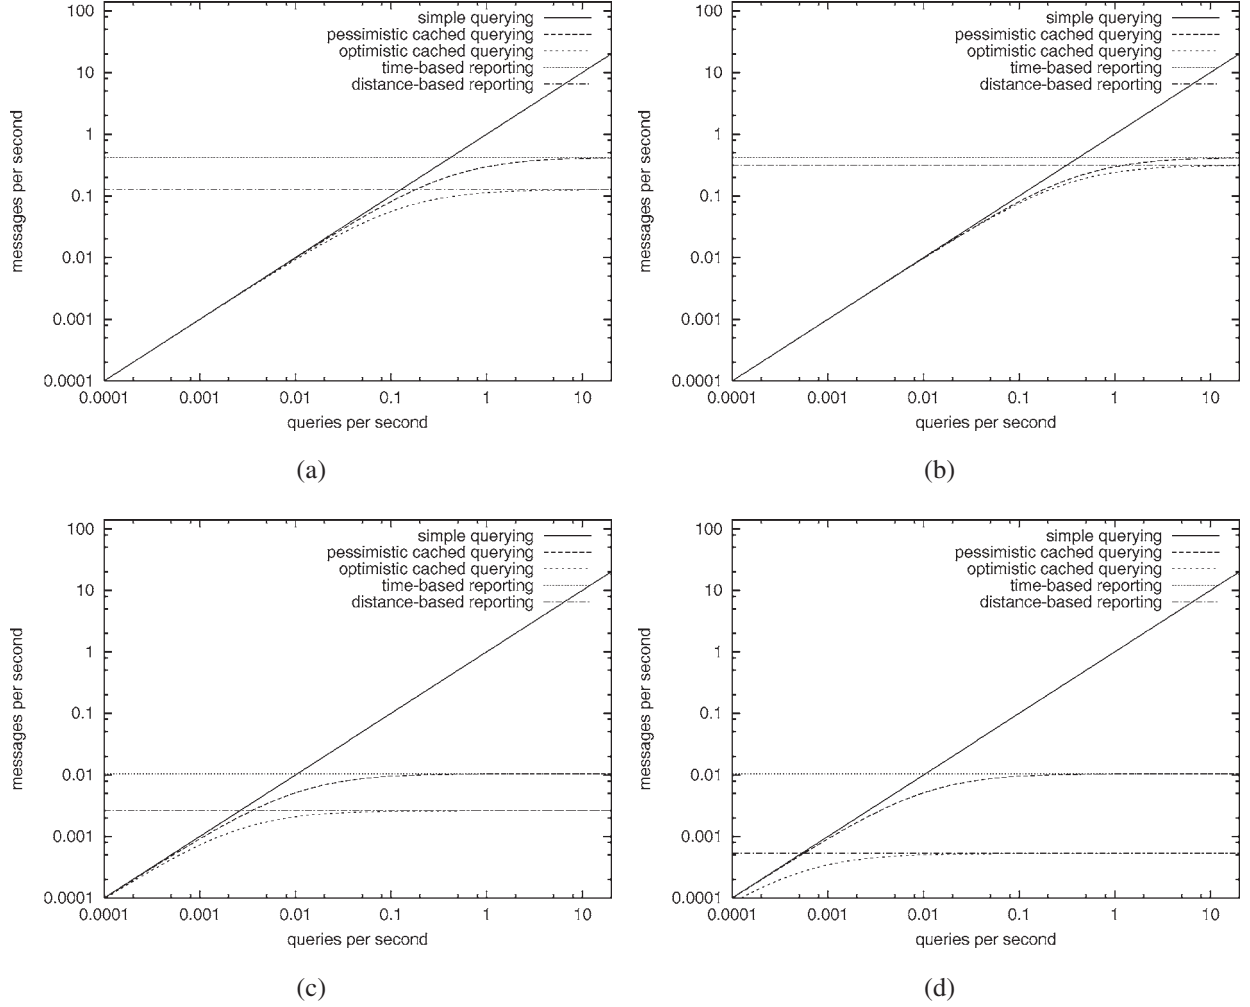 100
10
1
0.1
0.01
0.001
0.0001
messages per second
simple querying
pessimistic cached querying
optimistic cached querying
time-based reporting
distance-based reporting
0.0001 0.001 0.01 0.1 1 10
queries per second
(a)
100
10
1
0.1
0.01
0.001
0.0001
messages per second
simple querying
pessimistic cached querying
optimistic cached querying
time-based reporting
distance-based reporting
0.0001 0.001 0.01 0.1 1 10
queries per second
(b)
100
10
1
0.1
0.01
0.001
0.0001
messages per second
simple querying
pessimistic cached querying
optimistic cached querying
time-based reporting
distance-based reporting
0.0001 0.001 0.01 0.1 1 10
queries per second
(c)
100
10
1
0.1
0.01
0.001
0.0001
messages per second
simple querying
pessimistic cached querying
optimistic cached querying
time-based reporting
distance-based reporting
0.0001 0.001 0.01 0.1 1 10
queries per second
(d)